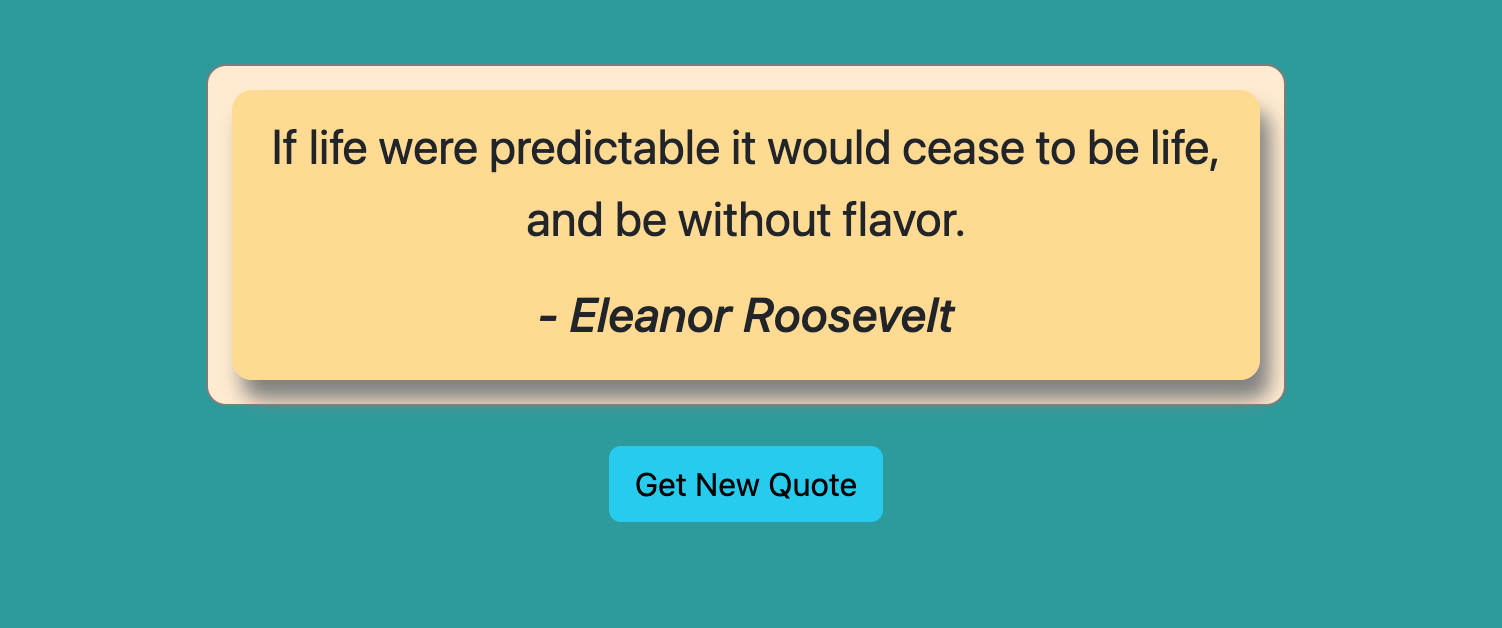 If life were predictable it would cease to be life,
and be without flavor.
- Eleanor Roosevelt
Get New Quote